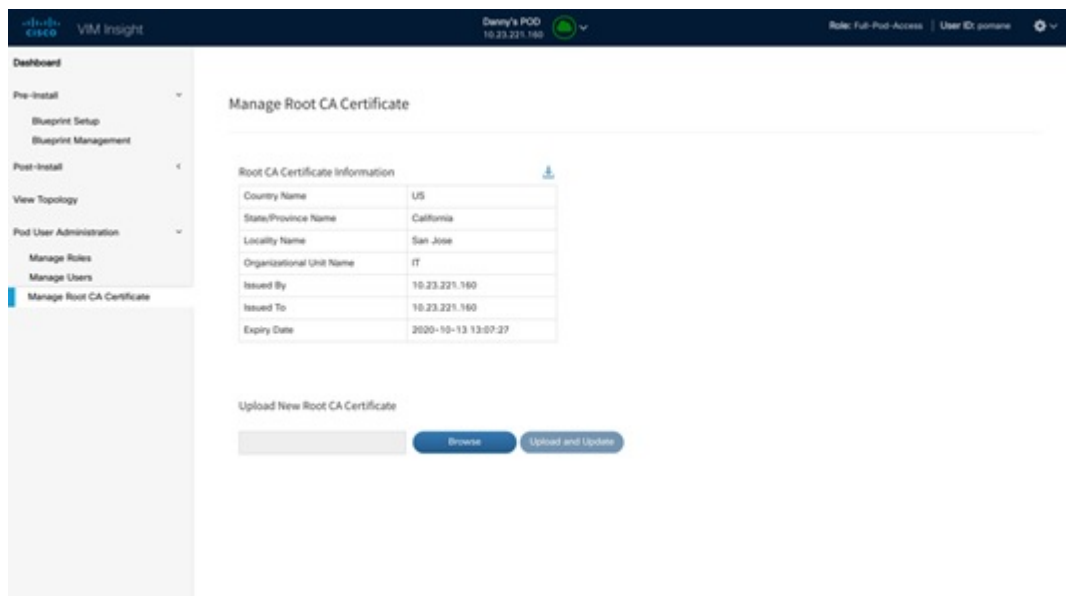 CISCO VIM Insight
Danny's POD
10.23.221.160
Role: Full-Pod-Access | User ID: pomane
Dashboard
Pre-Install
Blueprint Setup
Blueprint Management
Post-Install
View Topology
Pod User Administration
Manage Roles
Manage Users
Manage Root CA Certificate
Manage Root CA Certificate
Root CA Certificate Information
Country Name US
State/Province Name California
Locality Name San Jose
Organizational Unit Name IT
Issued By 10.23.221.160
Issued To 10.23.221.160
Expiry Date 2020-10-13 13:07:27
Upload New Root CA Certificate
Browse Upload and Update